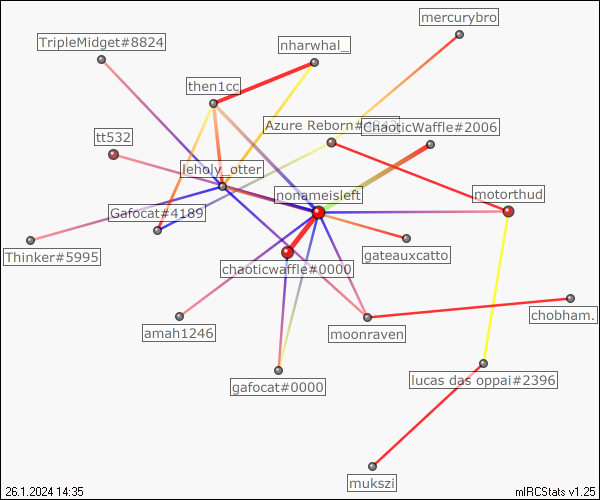 mercurybro
TripleMidget#8824
nharwhal_
then1cc
Azure Reborn#
ChaoticWaffle#2006
tt532
leholy_otter
nonameisleft
motorthud
Gafocat#4189
Thinker#5995
gateauxcatto
chaoticwaffle#0000
chobham.
amah1246
moonraven
gafocat#0000
lucas das oppai#2396
mukszi
26.1.2024 14:35
mIRCStats v1.25